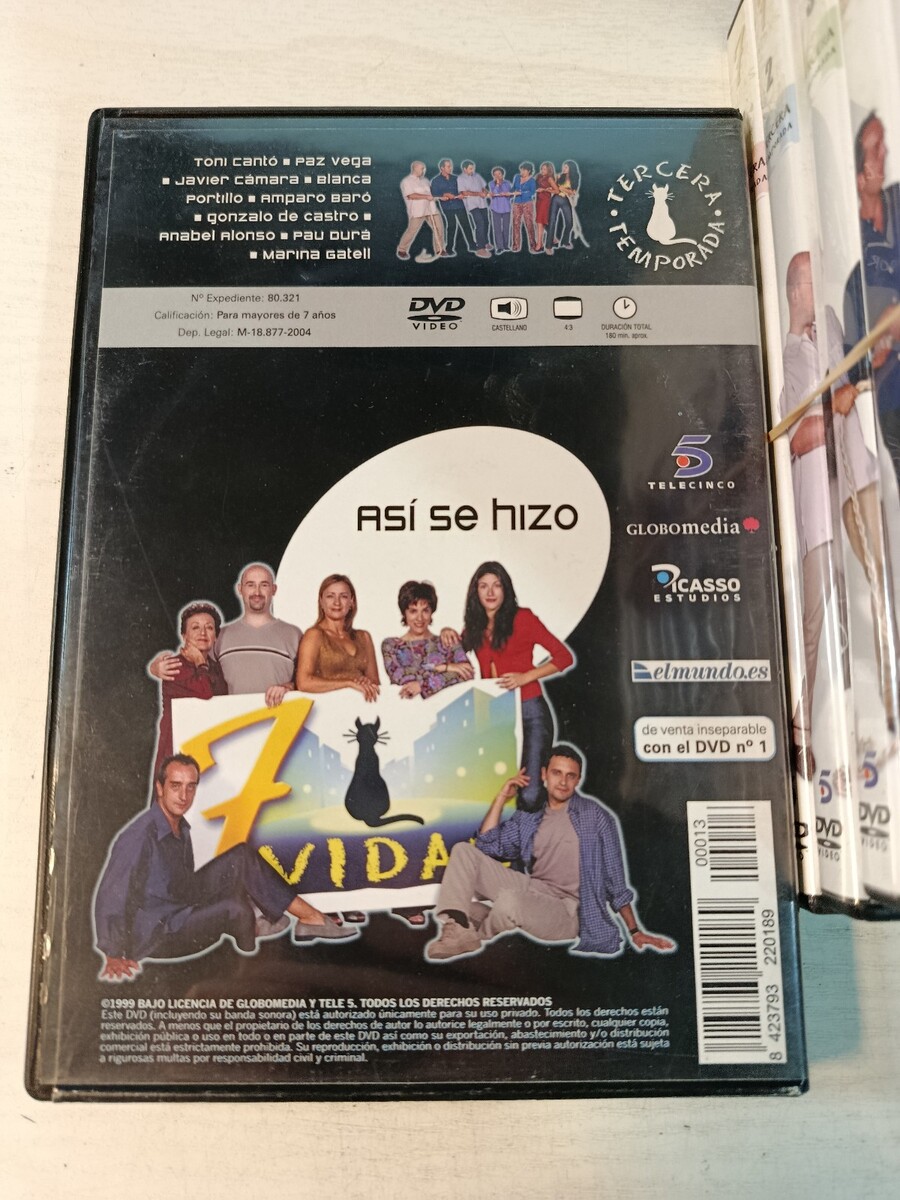 Toni Cantó ▪ Paz Vega
▪ Javier Càmara ▪ Blanca
Portillo ▪ Amparo Baró
▪ Gonzalo de Castro ▪
Anabel Alonso ▪ Pau Durà
▪ Marina Gatell
• TERCERA •
TEMPORADA
Nº Expediente: 80.321
Calificación: Para mayores de 7 años
Dep. Legal: M-18.877-2004
DVD
VIDEO
CASTELLANO
4:3
DURACIÓN TOTAL
180 min. aprox.
Así se hizo
5
TELECINCO
GLOBOmedia
PICASSO
ESTUDIOS
elmundo.es
de venta inseparable
con el DVD nº 1
7
VIDA
00013
8 423793 220189
©1999 BAJO LICENCIA DE GLOBOMEDIA Y TELE 5. TODOS LOS DERECHOS RESERVADOS
Este DVD (incluyendo su banda sonora) está autorizado únicamente para su uso privado. Todos los derechos están
reservados. A menos que el propietario de los derechos de autor lo autorice legalmente o por escrito, cualquier copia,
exhibición pública o uso en todo o en parte de este DVD así como su exportación, abastecimiento y/o distribución
comercial está estrictamente prohibida. Su reproducción, exhibición o distribución sin previa autorización está sujeta
a rigurosas multas por responsabilidad civil y criminal.
2
5
5
DVD
VIDEO
DVD
VIDEO